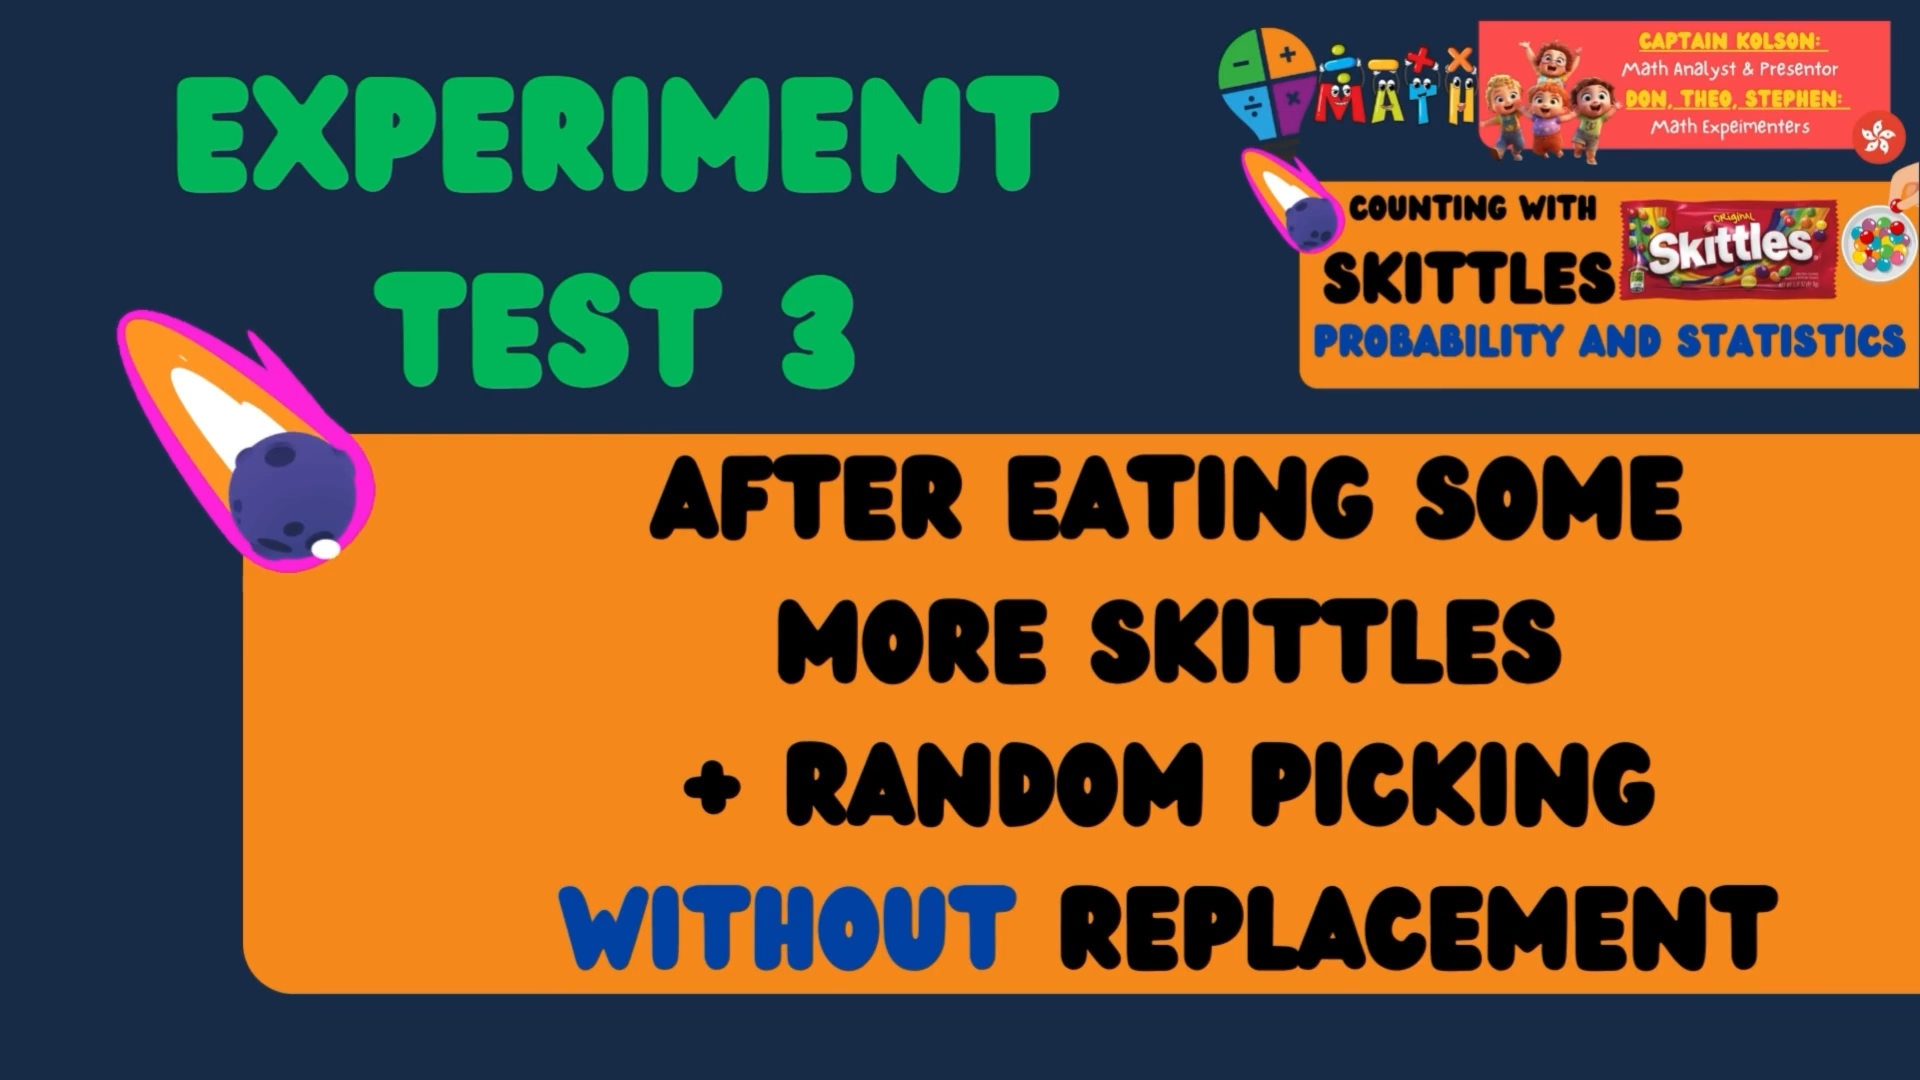 EXPERIMENT
TEST 3
MATH
CAPTAIN KOLSON:
Math Analyst & Presentor
DON, THEO, STEPHEN:
Math Expeimenters
COUNTING WITH
SKITTLES
PROBABILITY AND STATISTICS
ORiginal
Skittles
AFTER EATING SOME
MORE SKITTLES
+ RANDOM PICKING
WITHOUT REPLACEMENT